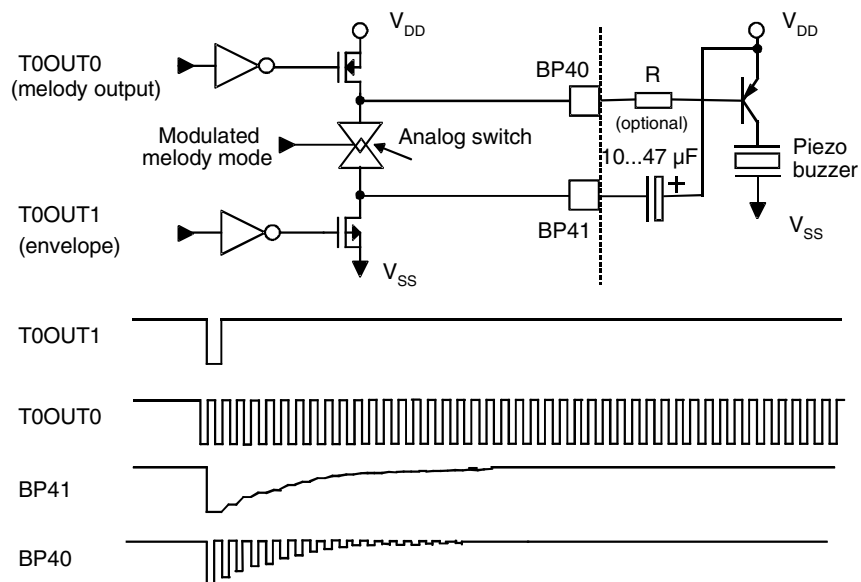 V_DD
V_DD
T0OUT0
(melody output)
BP40
R
(optional)
Modulated
melody mode
Analog switch
10...47 µF
+
Piezo
buzzer
T0OUT1
(envelope)
BP41
V_SS
V_SS
T0OUT1
T0OUT0
BP41
BP40